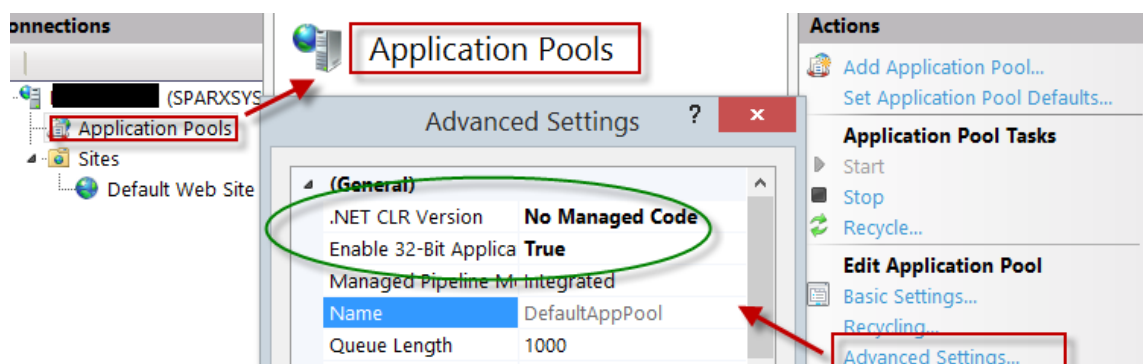 onnections
Application Pools
Actions
Add Application Pool...
Set Application Pool Defaults...
(SPARXSYS
Application Pools
Sites
Default Web Site
Advanced Settings
?
x
Application Pool Tasks
Start
Stop
Recycle...
(General)
.NET CLR Version No Managed Code
Enable 32-Bit Applica True
Managed Pipeline Mo Integrated
Name DefaultAppPool
Queue Length 1000
Edit Application Pool
Basic Settings...
Recycling...
Advanced Settings...